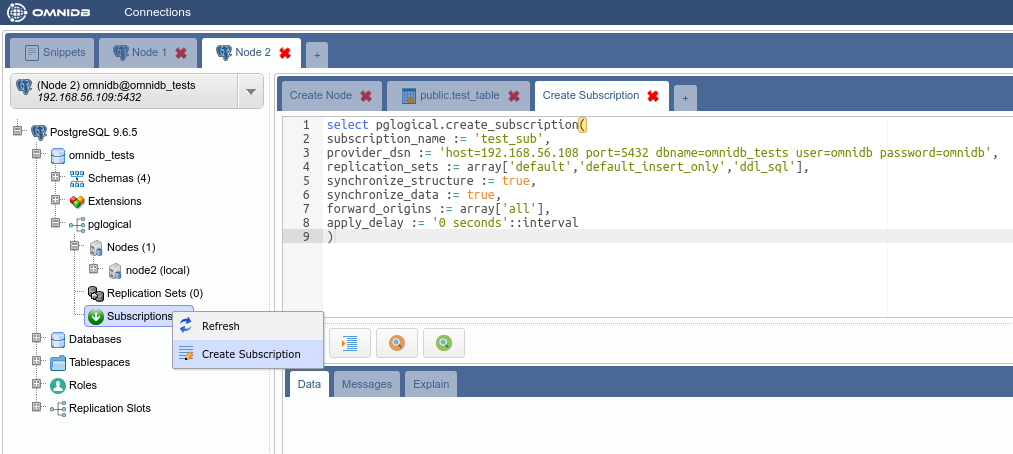 OMNIDB Connections
Snippets Node 1 Node 2 +
(Node 2) omnidb@omnidb_tests
192.168.56.109:5432
PostgreSQL 9.6.5
omnidb_tests
Schemas (4)
Extensions
pglogical
Nodes (1)
node2 (local)
Replication Sets (0)
Subscriptions
Refresh
Create Subscription
Databases
Tablespaces
Roles
Replication Slots
Create Node public.test_table Create Subscription +
1 select pglogical.create_subscription(
2 subscription_name := 'test_sub',
3 provider_dsn := 'host=192.168.56.108 port=5432 dbname=omnidb_tests user=omnidb password=omnidb',
4 replication_sets := array['default','default_insert_only','ddl_sql'],
5 synchronize_structure := true,
6 synchronize_data := true,
7 forward_origins := array['all'],
8 apply_delay := '0 seconds'::interval
9 )
Data Messages Explain